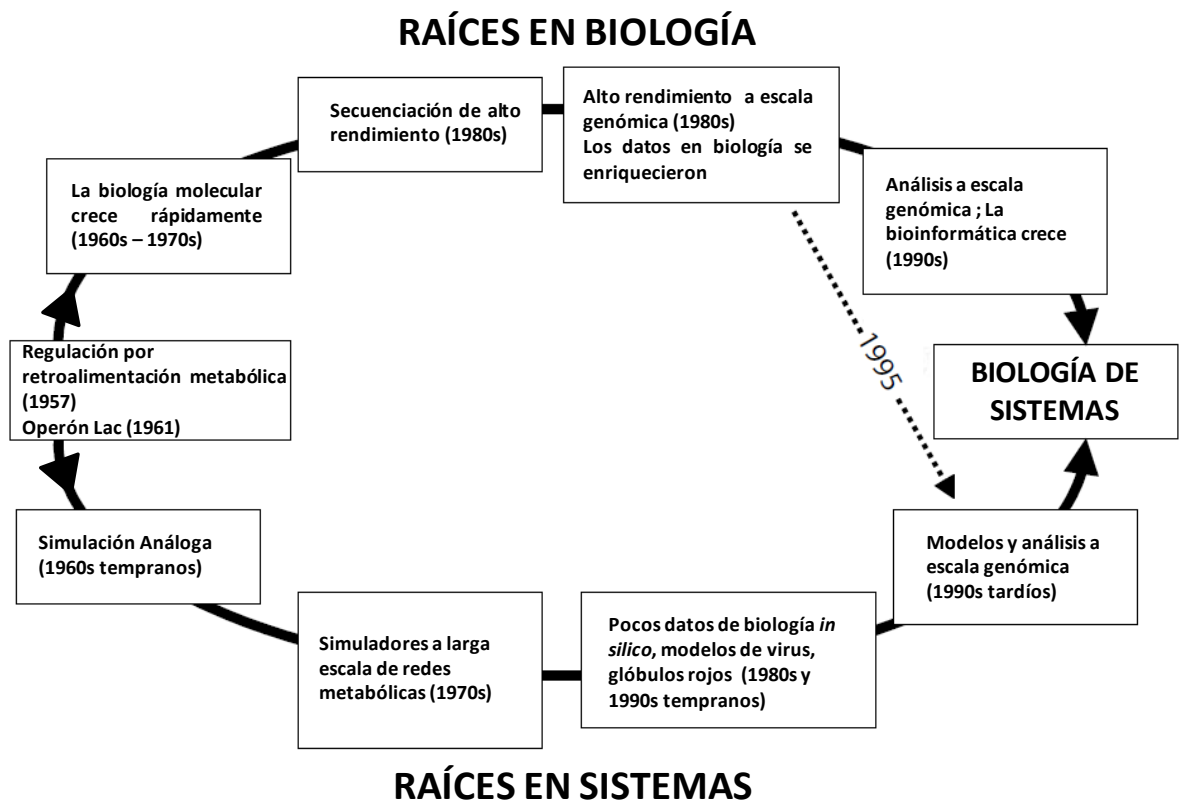 RAÍCES EN BIOLOGÍA
Secuenciación de alto
rendimiento (1980s)
Alto rendimiento a escala
genómica (1980s)
Los datos en biología se
enriquecieron
La biología molecular
crece rápidamente
(1960s – 1970s)
Análisis a escala
genómica ; La
bioinformática crece
(1990s)
Regulación por
retroalimentación metabólica
(1957)
Operón Lac (1961)
1995
BIOLOGÍA DE
SISTEMAS
Simulación Análoga
(1960s tempranos)
Modelos y análisis a
escala genómica
(1990s tardíos)
Simuladores a larga
escala de redes
metabólicas (1970s)
Pocos datos de biología in
silico, modelos de virus,
glóbulos rojos (1980s y
1990s tempranos)
RAÍCES EN SISTEMAS